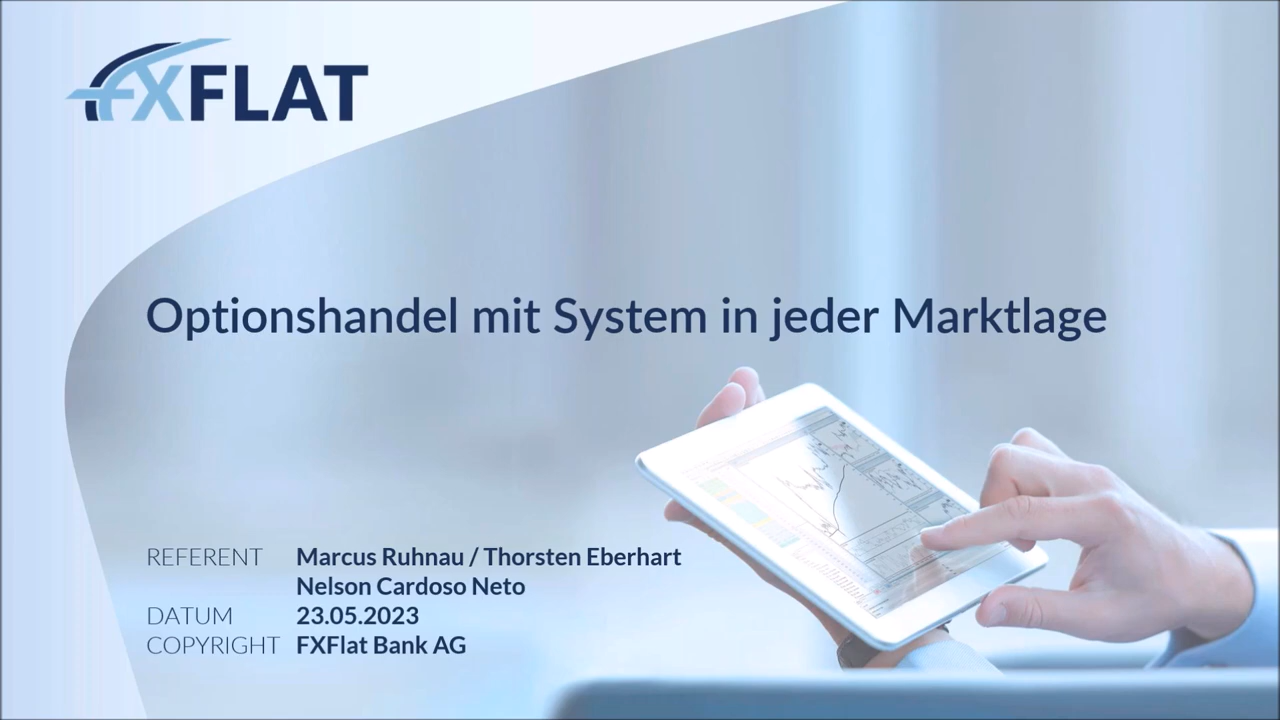 FXFLAT
Optionshandel mit System in jeder Marktlage
REFERENT Marcus Ruhnau / Thorsten Eberhart
Nelson Cardoso Neto
DATUM 23.05.2023
COPYRIGHT FXFlat Bank AG